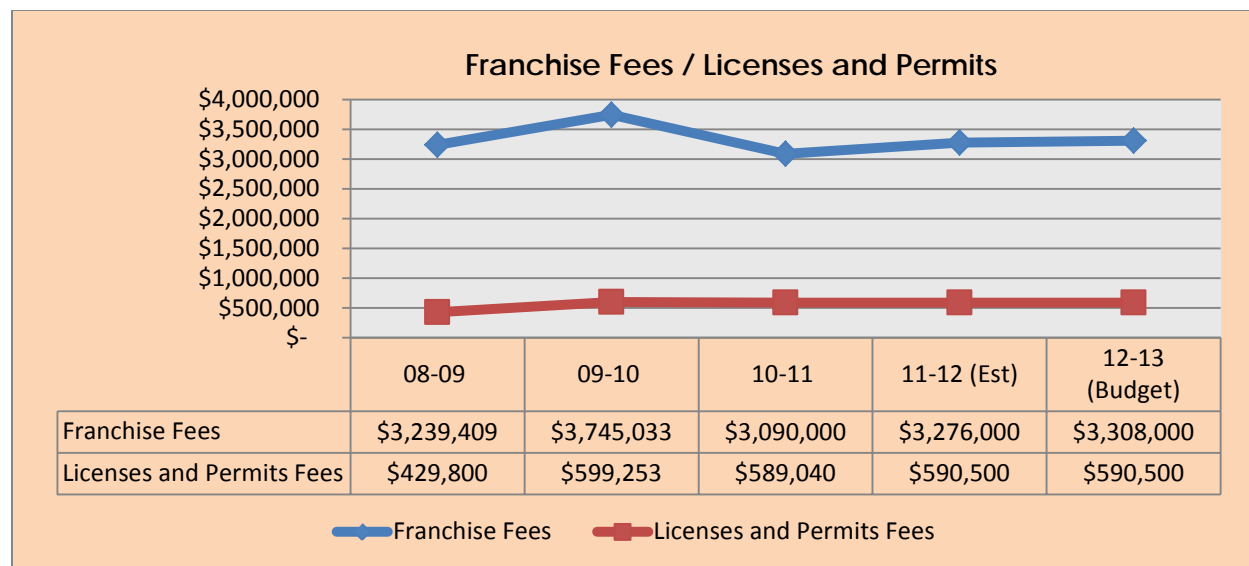 Franchise Fees / Licenses and Permits
$4,000,000
$3,500,000
$3,000,000
$2,500,000
$2,000,000
$1,500,000
$1,000,000
$500,000
$-
08-09 09-10 10-11 11-12 (Est) 12-13
(Budget)
Franchise Fees $3,239,409 $3,745,033 $3,090,000 $3,276,000 $3,308,000
Licenses and Permits Fees $429,800 $599,253 $589,040 $590,500 $590,500
Franchise Fees Licenses and Permits Fees